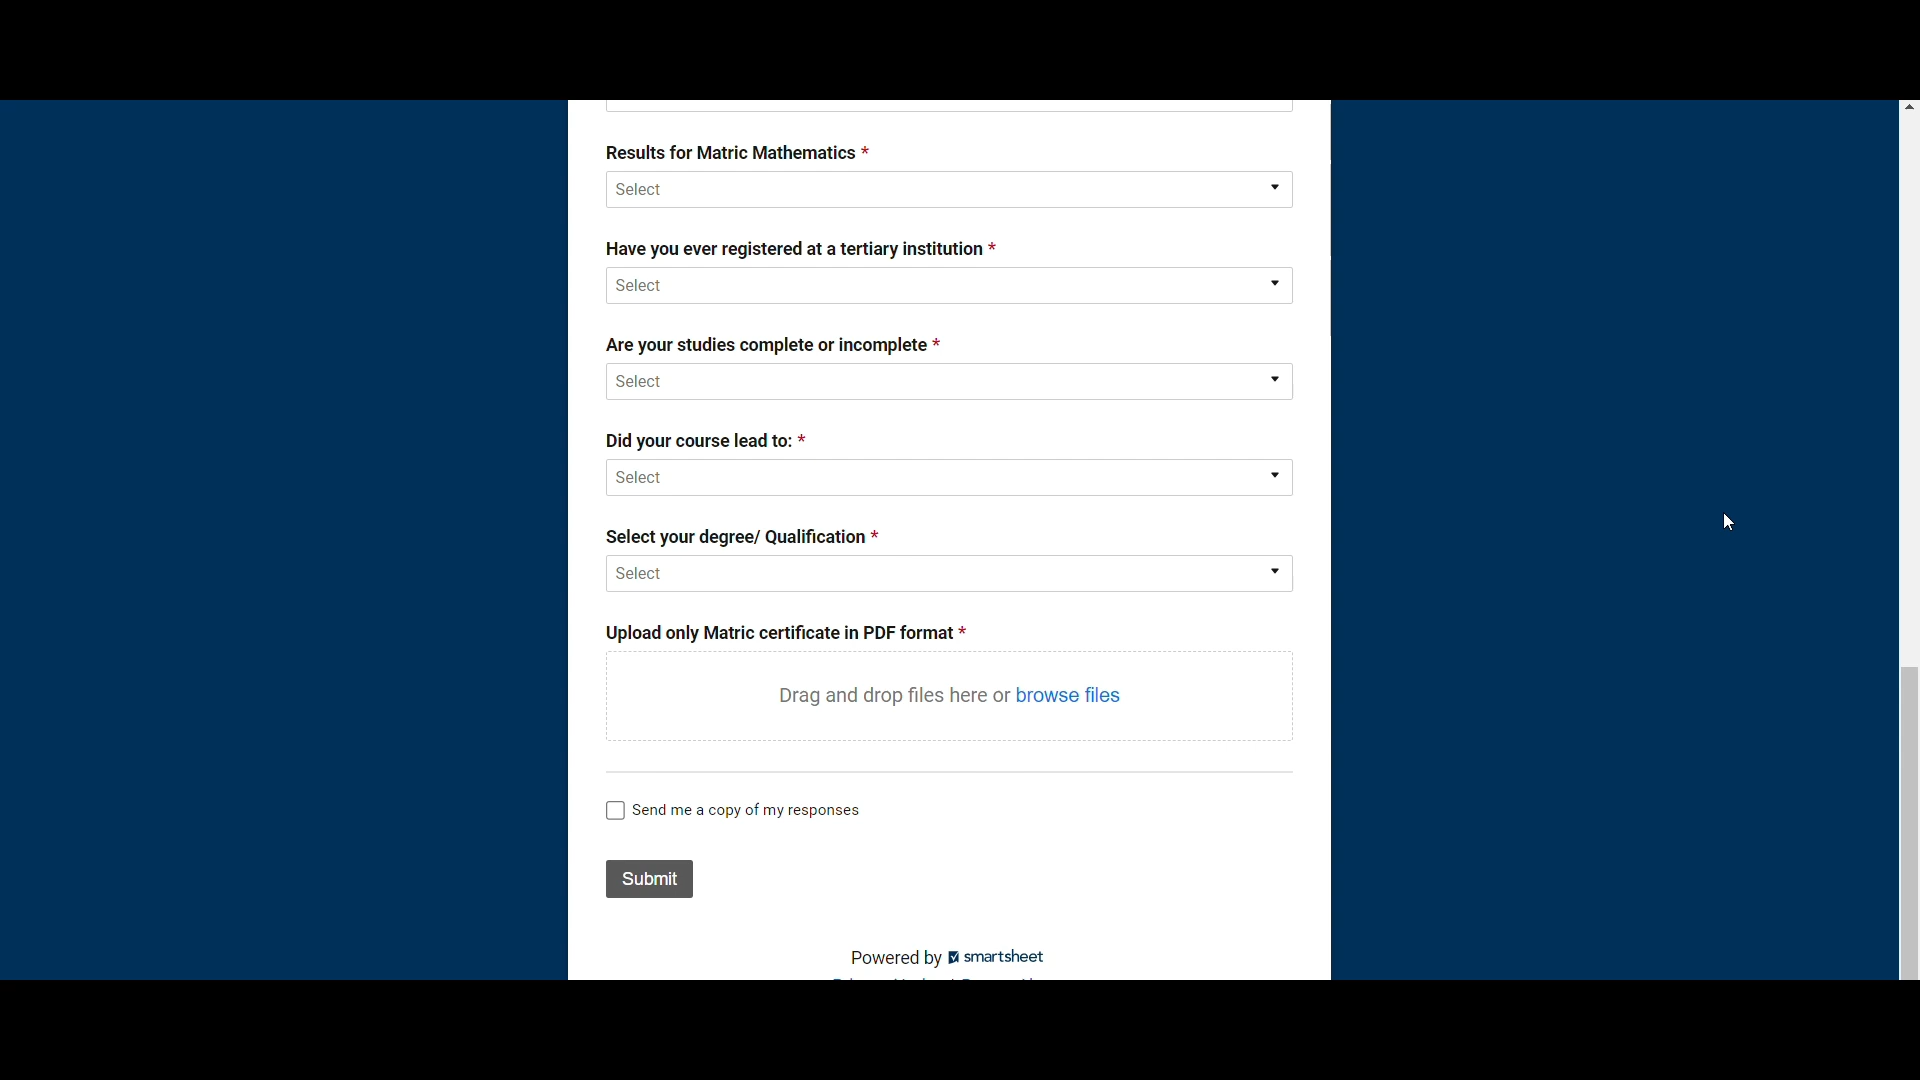 Results for Matric Mathematics *
Select
Have you ever registered at a tertiary institution *
Select
Are your studies complete or incomplete *
Select
Did your course lead to: *
Select
Select your degree/ Qualification *
Select
Upload only Matric certificate in PDF format *
Drag and drop files here or browse files
Send me a copy of my responses
Submit
Powered by smartsheet